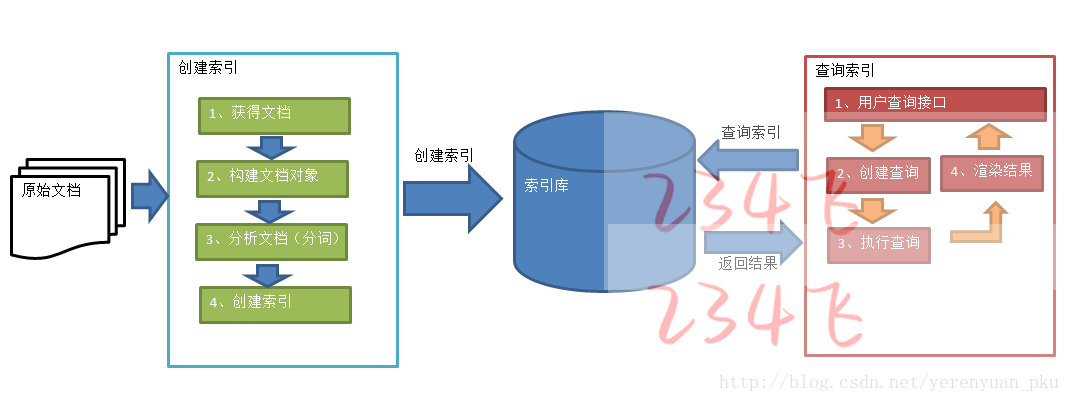 原始文档
创建索引
1、获得文档
2、构建文档对象
3、分析文档（分词）
4、创建索引
创建索引
索引库
查询索引
返回结果
查询索引
1、用户查询接口
2、创建查询
4、渲染结果
3、执行查询
234飞
234飞
http://blog.csdn.net/yerenyuan_pku